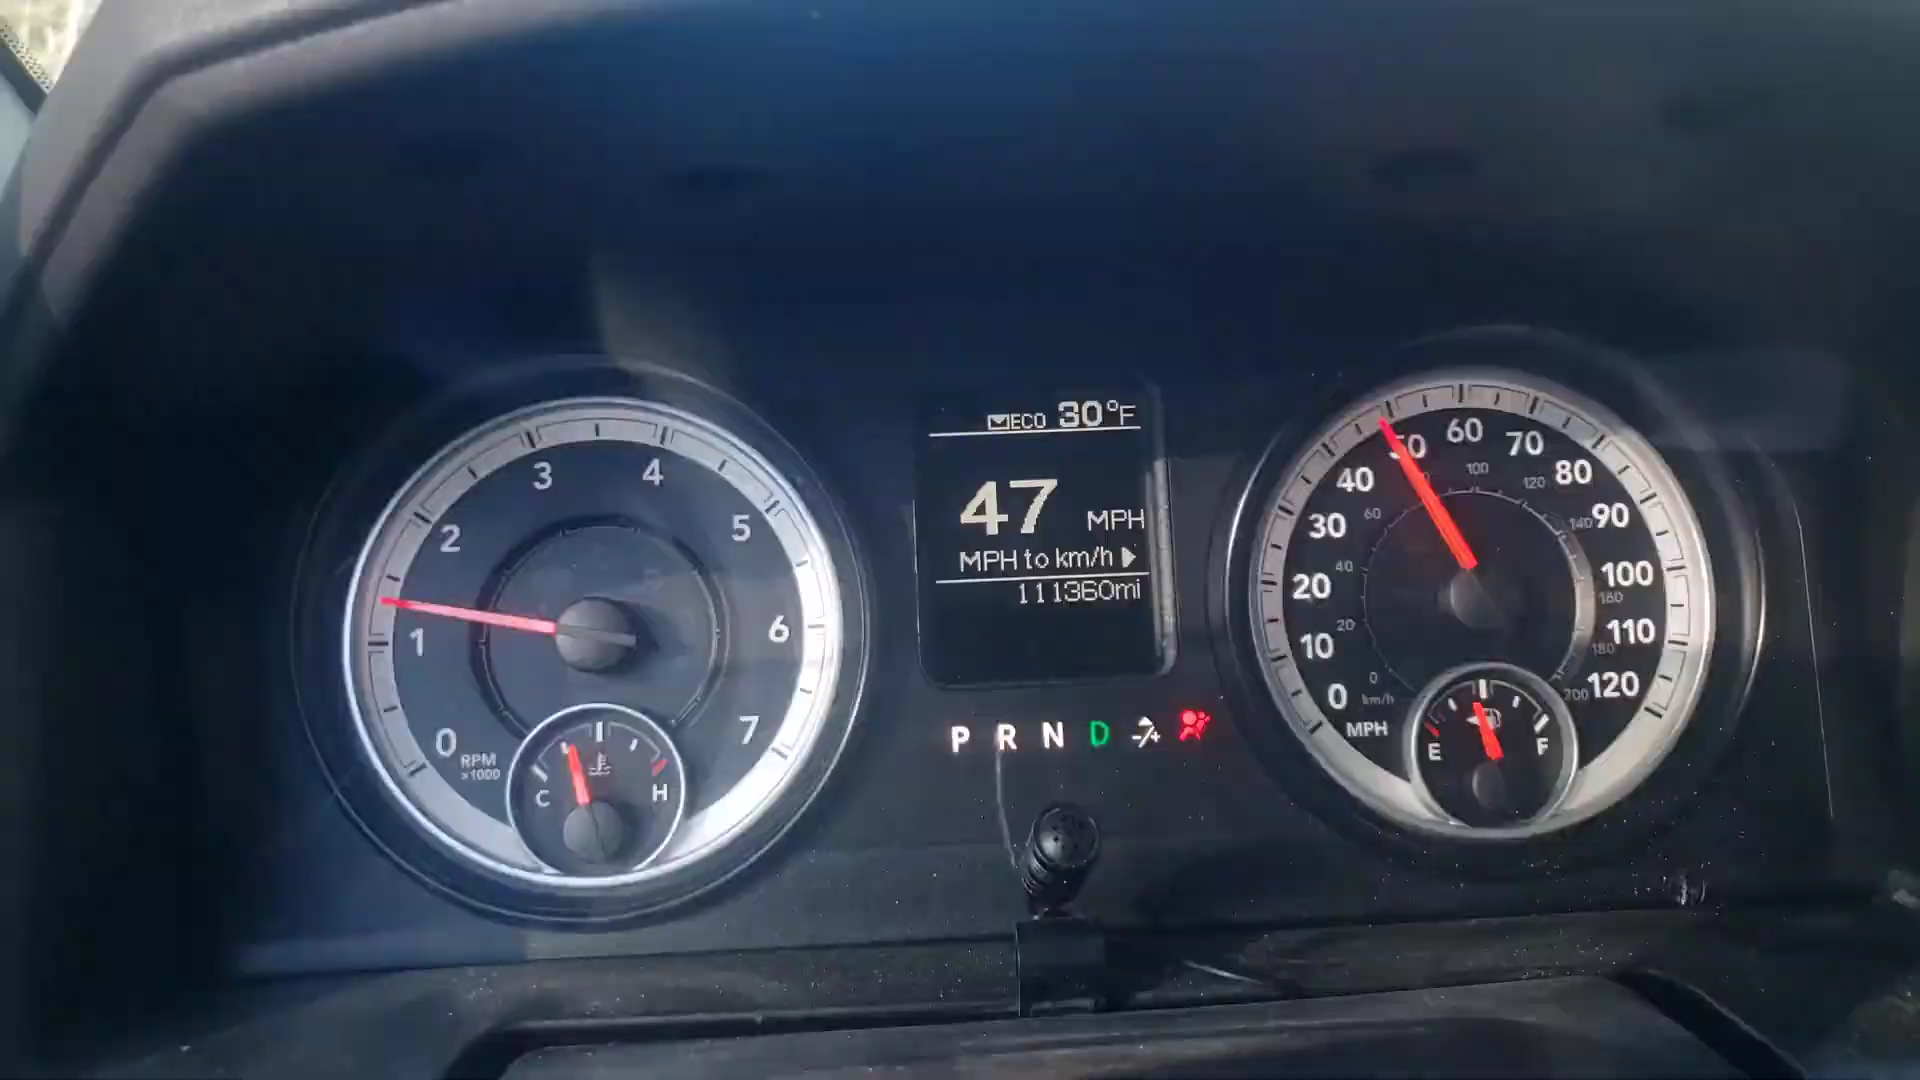 0
1
2
3
4
5
6
7
RPM
×1000
C
H
ECO 30°F
47 MPH
MPH to km/h
111360mi
P R N D -/+
0
10
20
30
40
50
60
70
80
90
100
110
120
MPH
0
20
40
60
100
120
140
160
180
200
km/h
E
F